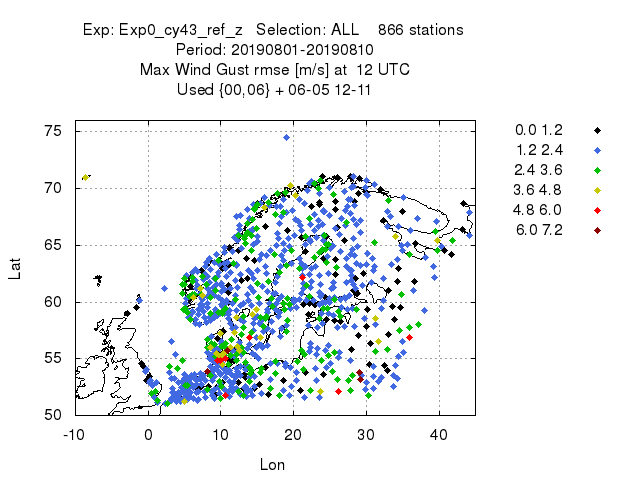 Exp: Exp0_cy43_ref_z   Selection: ALL    866 stations
Period: 20190801-20190810
Max Wind Gust rmse [m/s] at  12 UTC
Used {00,06} + 06-05 12-11
75
70
65
60
55
50
-10 0 10 20 30 40
Lat
Lon
0.0 1.2
1.2 2.4
2.4 3.6
3.6 4.8
4.8 6.0
6.0 7.2